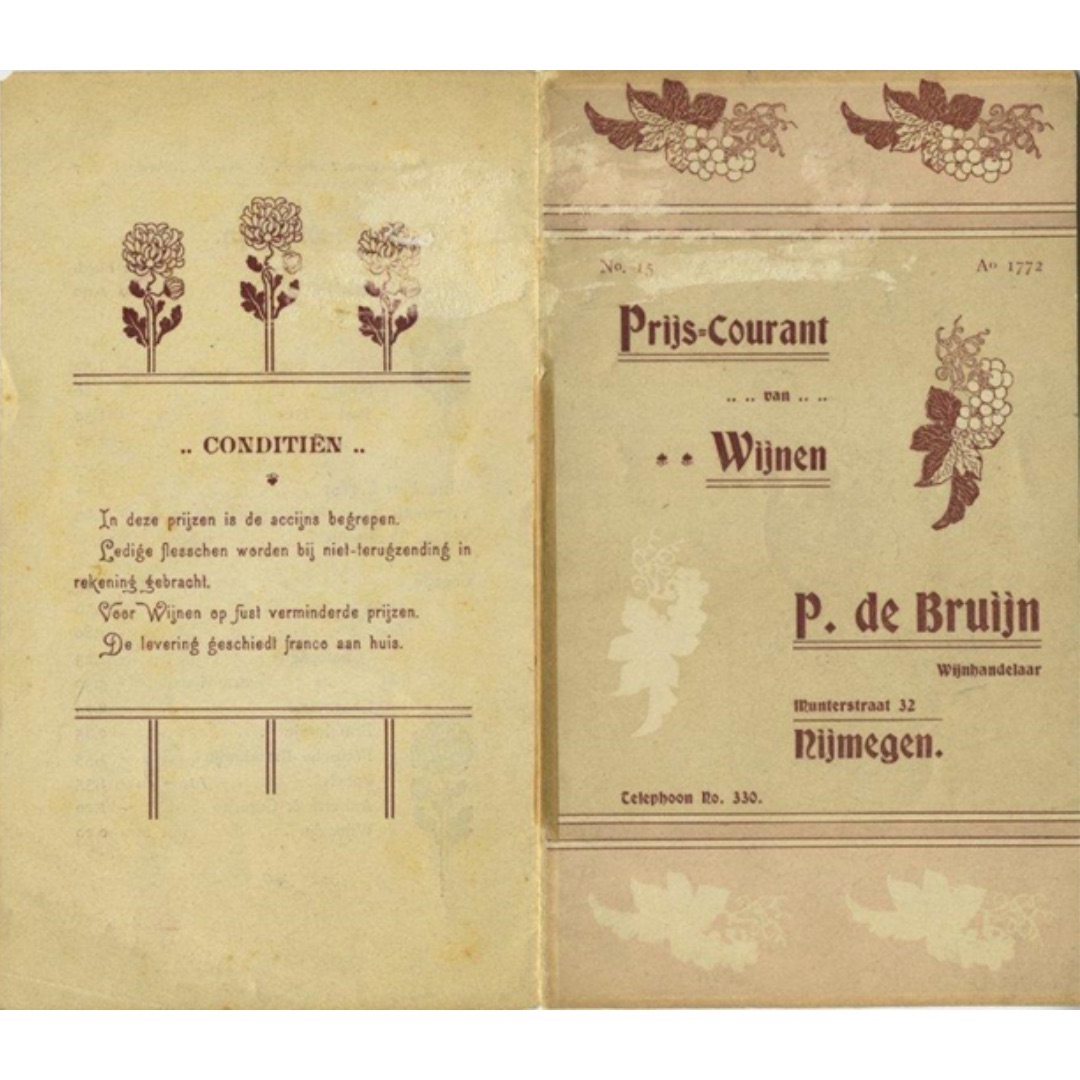 .. CONDITIËN ..
In deze prijzen is de accijns begrepen.
Ledige flesschen worden bij niet-terugzending in
rekening gebracht.
Voor Wijnen op fust verminderde prijzen.
De levering geschiedt franco aan huis.
No. 15
Ao 1772
Prijs=Courant
.. .. van .. ..
Wijnen
P. de Bruijn
Wijnhandelaar
Munterstraat 32
Nijmegen.
Telephoon No. 330.